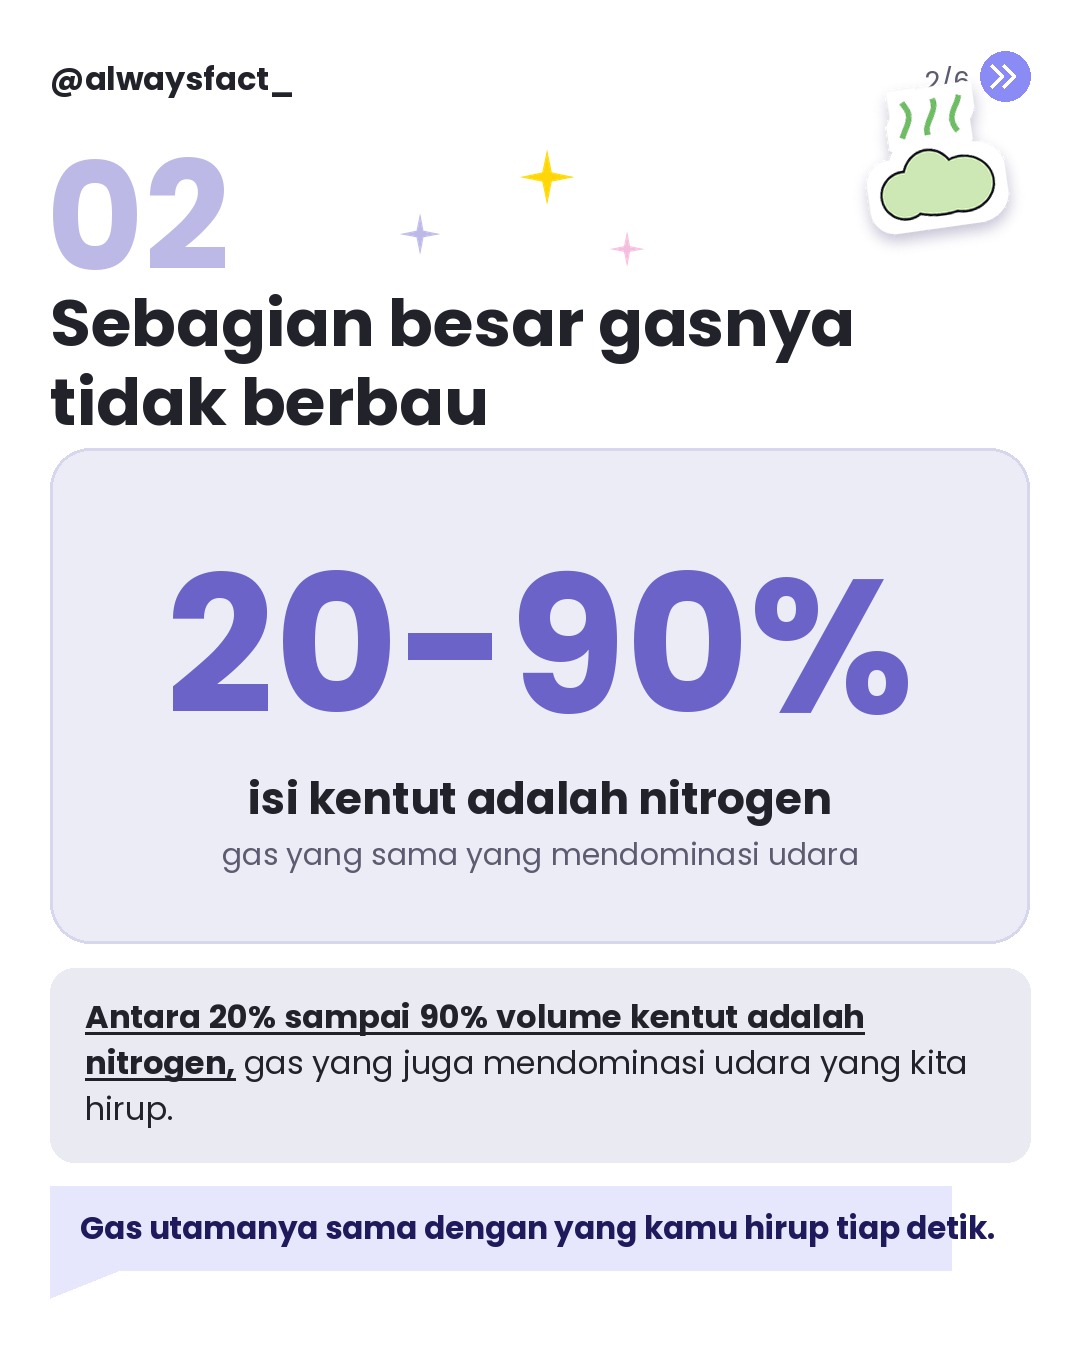 @alwaysfact_
2/6
02
Sebagian besar gasnya
tidak berbau
20-90%
isi kentut adalah nitrogen
gas yang sama yang mendominasi udara
Antara 20% sampai 90% volume kentut adalah
nitrogen, gas yang juga mendominasi udara yang kita
hirup.
Gas utamanya sama dengan yang kamu hirup tiap detik.